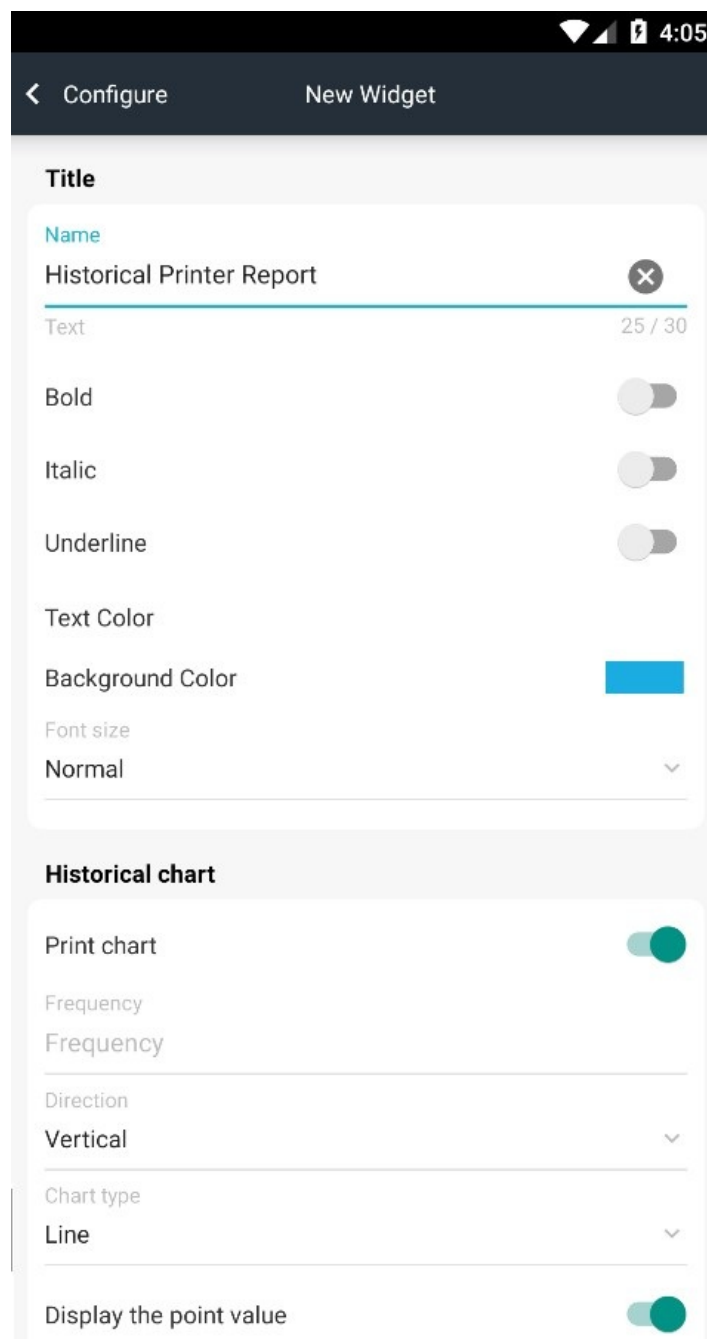 4:05
Configure New Widget
Title
Name
Historical Printer Report
Text 25 / 30
Bold
Italic
Underline
Text Color
Background Color
Font size
Normal
Historical chart
Print chart
Frequency
Frequency
Direction
Vertical
Chart type
Line
Display the point value